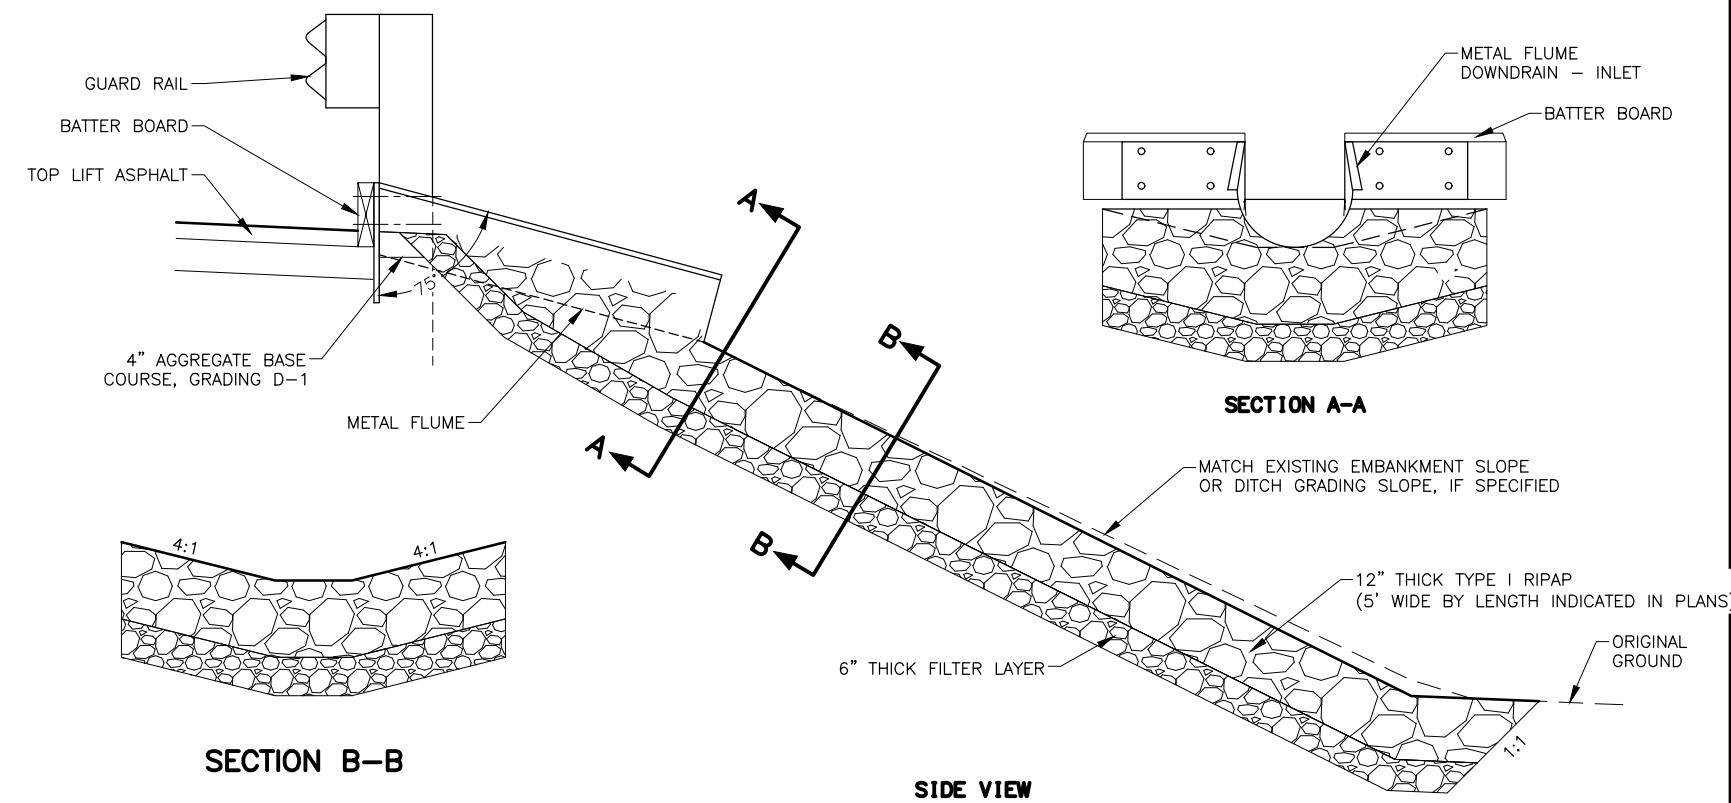 GUARD RAIL
BATTER BOARD
TOP LIFT ASPHALT
75°
4” AGGREGATE BASE
COURSE, GRADING D-1
METAL FLUME
A
A
B
B
METAL FLUME
DOWNDRAIN - INLET
BATTER BOARD
SECTION A-A
MATCH EXISTING EMBANKMENT SLOPE
OR DITCH GRADING SLOPE, IF SPECIFIED
12” THICK TYPE I RIPAP
(5' WIDE BY LENGTH INDICATED IN PLANS)
ORIGINAL
GROUND
6” THICK FILTER LAYER
1:1
4:1
4:1
SECTION B-B
SIDE VIEW